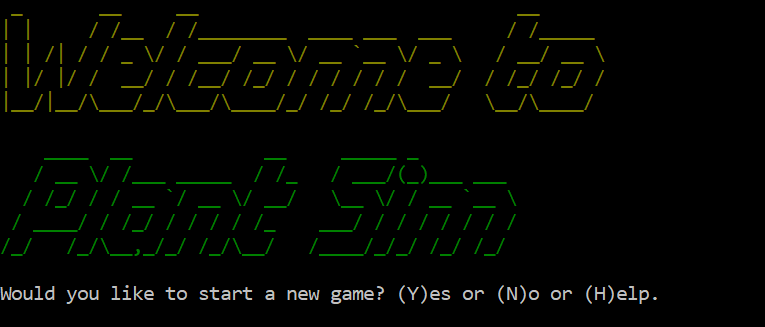 Welcome to
Plant Sim
Would you like to start a new game? (Y)es or (N)o or (H)elp.